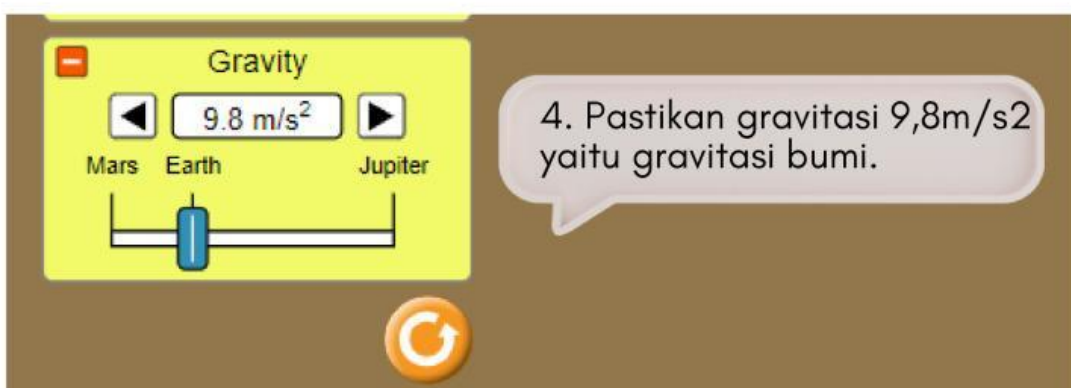 Gravity
9.8 m/s²
Mars Earth Jupiter
4. Pastikan gravitasi 9,8m/s2
yaitu gravitasi bumi.